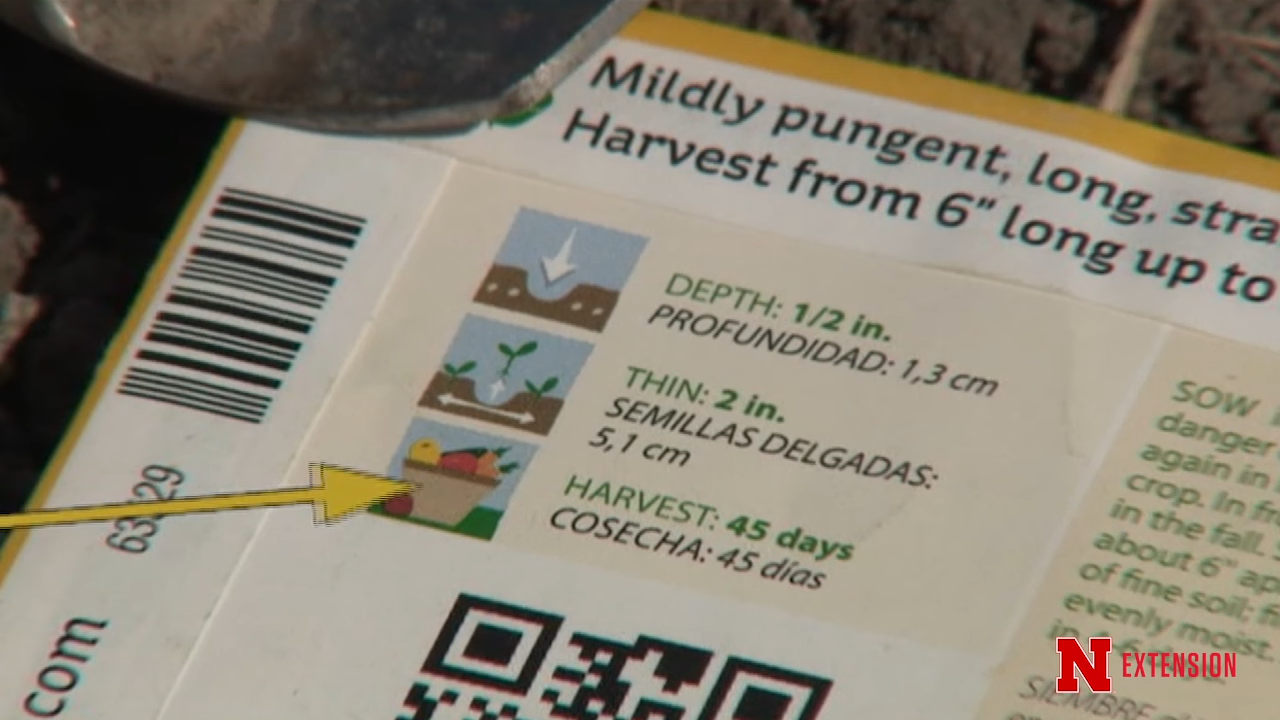 Mildly pungent, long, stra
Harvest from 6" long up to
DEPTH: 1/2 in.
PROFUNDIDAD: 1,3 cm
THIN: 2 in.
SEMILLAS DELGADAS:
5,1 cm
HARVEST: 45 days
COSECHA: 45 días
SOW
danger
again in
crop. In
in the fall.
about 6" ap
of fine soil;
evenly moist.
SIEMBRE
.com
N EXTENSION